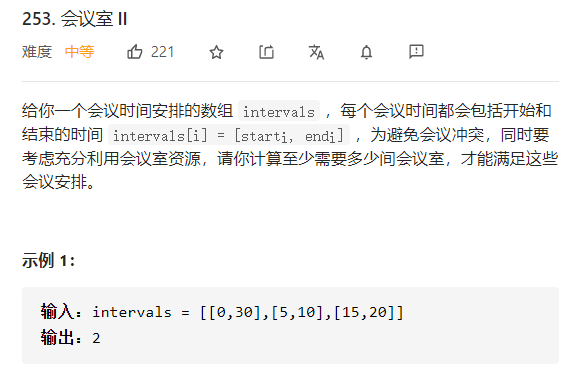 253. 会议室 II
难度 中等 221
给你一个会议时间安排的数组 intervals ，每个会议时间都会包括开始和
结束的时间 intervals[i] = [starti, endi] ，为避免会议冲突，同时要
考虑充分利用会议室资源，请你计算至少需要多少间会议室，才能满足这些
会议安排。
示例 1：
输入：intervals = [[0,30],[5,10],[15,20]]
输出：2